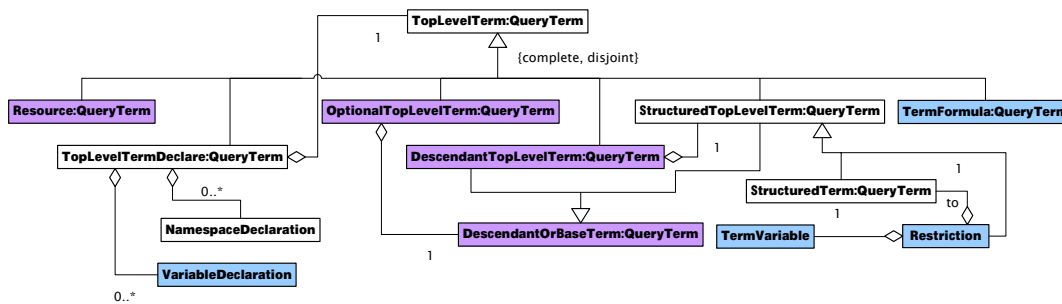 TopLevelTerm:QueryTerm
1
{complete, disjoint}
Resource:QueryTerm
OptionalTopLevelTerm:QueryTerm
StructuredTopLevelTerm:QueryTerm
TermFormula:QueryTerm
TopLevelTermDeclare:QueryTerm
DescendantTopLevelTerm:QueryTerm
1
1
0..*
StructuredTerm:QueryTerm
to
1
NamespaceDeclaration
DescendantOrBaseTerm:QueryTerm
TermVariable
Restriction
1
VariableDeclaration
0..*